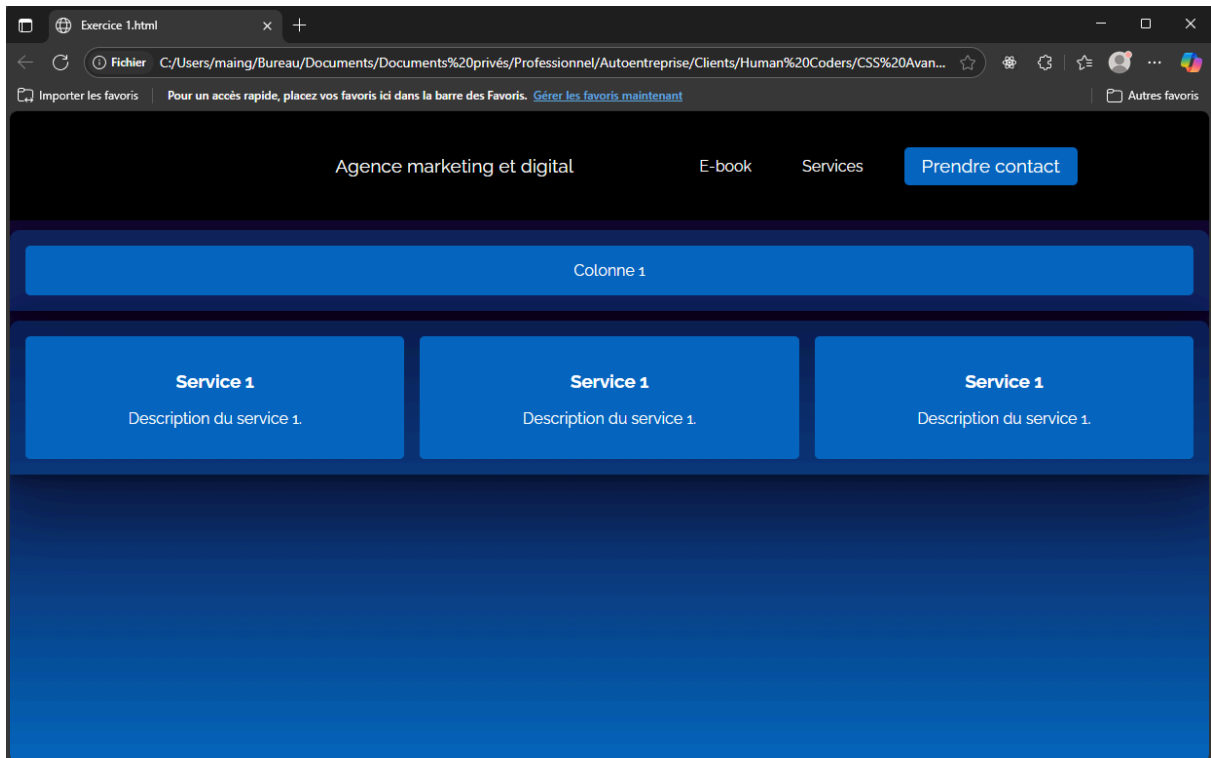 Exercice 1.html
Fichier C:/Users/maing/Bureau/Documents/Documents%20privés/Professionnel/Autoentreprise/Clients/Human%20Coders/CSS%20Avan...
Importer les favoris Pour un accès rapide, placez vos favoris ici dans la barre des Favoris. Gérer les favoris maintenant Autres favoris
Agence marketing et digital E-book Services Prendre contact
Colonne 1
Service 1 Service 1 Service 1
Description du service 1. Description du service 1. Description du service 1.